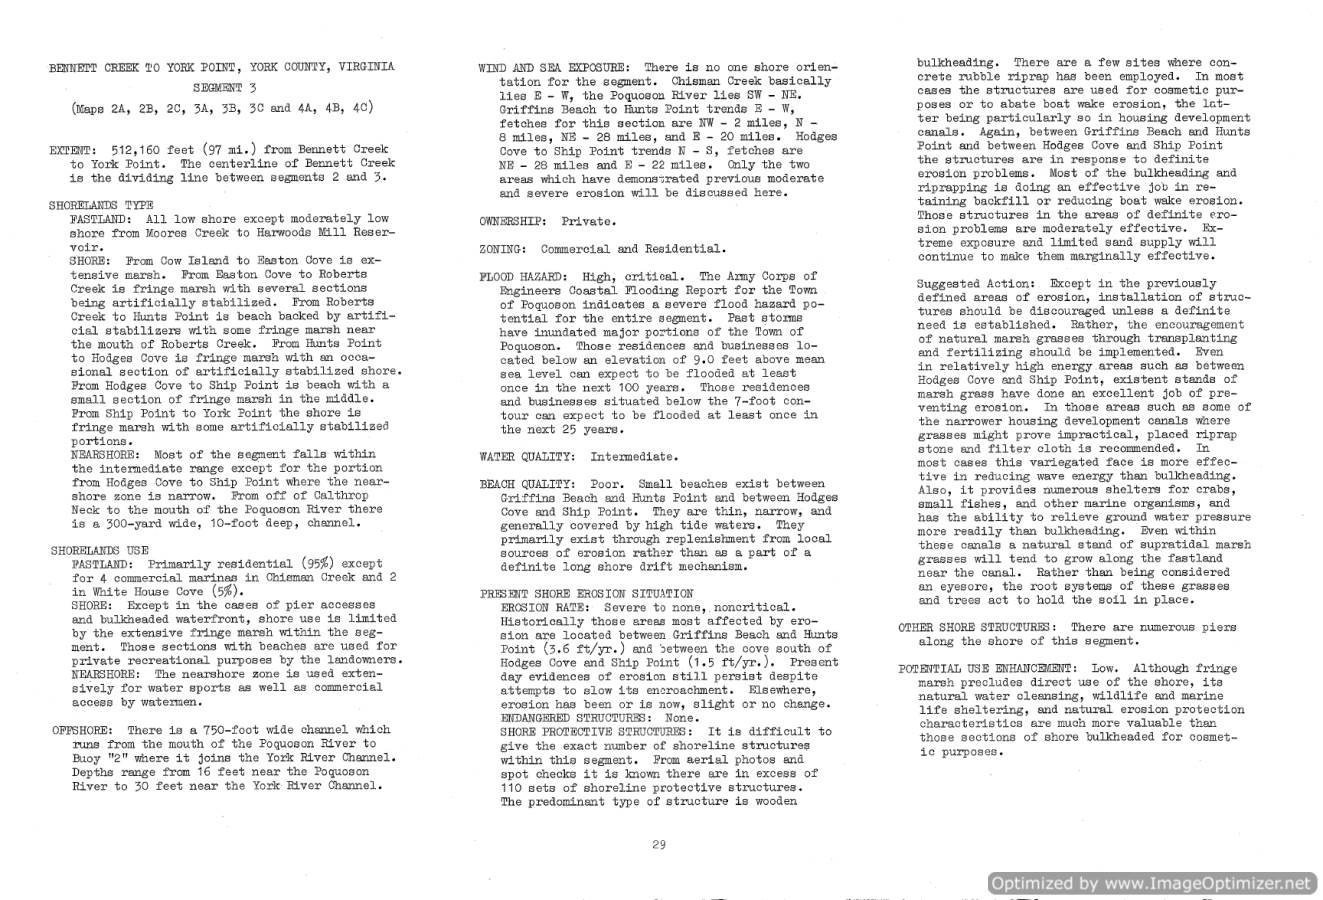 BENNETT CREEK TO YORK POINT, YORK COUNTY, VIRGINIA
SEGMENT 3
(Maps 2A, 2B, 2C, 3A, 3B, 3C and 4A, 4B, 4C)
EXTENT: 512,160 feet (97 mi.) from Bennett Creek
to York Point. The centerline of Bennett Creek
is the dividing line between segments 2 and 3.
SHORELANDS TYPE
FASTLAND: All low shore except moderately low
shore from Moores Creek to Harwoods Mill Reser-
voir.
SHORE: From Cow Island to Easton Cove is ex-
tensive marsh. From Easton Cove to Roberts
Creek is fringe marsh with several sections
being artificially stabilized. From Roberts
Creek to Hunts Point is beach backed by artifi-
cial stabilizers with some fringe marsh near
the mouth of Roberts Creek. From Hunts Point
to Hodges Cove is fringe marsh with an occa-
sional section of artificially stabilized shore.
From Hodges Cove to Ship Point is beach with a
small section of fringe marsh in the middle.
From Ship Point to York Point the shore is
fringe marsh with some artificially stabilized
portions.
NEARSHORE: Most of the segment falls within
the intermediate range except for the portion
from Hodges Cove to Ship Point where the near-
shore zone is narrow. From off of Calthrop
Neck to the mouth of the Poquoson River there
is a 300-yard wide, 10-foot deep, channel.
SHORELANDS USE
FASTLAND: Primarily residential (95%) except
for 4 commercial marinas in Chisman Creek and 2
in White House Cove (5%).
SHORE: Except in the cases of pier accesses
and bulkheaded waterfront, shore use is limited
by the extensive fringe marsh within the seg-
ment. Those sections with beaches are used for
private recreational purposes by the landowners.
NEARSHORE: The nearshore zone is used exten-
sively for water sports as well as commercial
access by watermen.
OFFSHORE: There is a 750-foot wide channel which
runs from the mouth of the Poquoson River to
Buoy "2" where it joins the York River Channel.
Depths range from 16 feet near the Poquoson
River to 30 feet near the York River Channel.
WIND AND SEA EXPOSURE: There is no one shore orien-
tation for the segment. Chisman Creek basically
lies E - W, the Poquoson River lies SW - NE.
Griffins Beach to Hunts Point trends E - W,
fetches for this section are NW - 2 miles, N -
8 miles, NE - 28 miles, and E - 20 miles. Hodges
Cove to Ship Point trends N - S, fetches are
NE - 28 miles and E - 22 miles. Only the two
areas which have demonstrated previous moderate
and severe erosion will be discussed here.
OWNERSHIP: Private.
ZONING: Commercial and Residential.
FLOOD HAZARD: High, critical. The Army Corps of
Engineers Coastal Flooding Report for the Town
of Poquoson indicates a severe flood hazard po-
tential for the entire segment. Past storms
have inundated major portions of the Town of
Poquoson. Those residences and businesses lo-
cated below an elevation of 9.0 feet above mean
sea level can expect to be flooded at least
once in the next 100 years. Those residences
and businesses situated below the 7-foot con-
tour can expect to be flooded at least once in
the next 25 years.
WATER QUALITY: Intermediate.
BEACH QUALITY: Poor. Small beaches exist between
Griffins Beach and Hunts Point and between Hodges
Cove and Ship Point. They are thin, narrow, and
generally covered by high tide waters. They
primarily exist through replenishment from local
sources of erosion rather than as a part of a
definite long shore drift mechanism.
PRESENT SHORE EROSION SITUATION
EROSION RATE: Severe to none, noncritical.
Historically those areas most affected by ero-
sion are located between Griffins Beach and Hunts
Point (3.6 ft/yr.) and between the cove south of
Hodges Cove and Ship Point (1.5 ft/yr.). Present
day evidences of erosion still persist despite
attempts to slow its encroachment. Elsewhere,
erosion has been or is now, slight or no change.
ENDANGERED STRUCTURES: None.
SHORE PROTECTIVE STRUCTURES: It is difficult to
give the exact number of shoreline structures
within this segment. From aerial photos and
spot checks it is known there are in excess of
110 sets of shoreline protective structures.
The predominant type of structure is wooden
bulkheading. There are a few sites where con-
crete rubble riprap has been employed. In most
cases the structures are used for cosmetic pur-
poses or to abate boat wake erosion, the lat-
ter being particularly so in housing development
canals. Again, between Griffins Beach and Hunts
Point and between Hodges Cove and Ship Point
the structures are in response to definite
erosion problems. Most of the bulkheading and
riprapping is doing an effective job in re-
taining backfill or reducing boat wake erosion.
Those structures in the areas of definite ero-
sion problems are moderately effective. Ex-
treme exposure and limited sand supply will
continue to make them marginally effective.
Suggested Action: Except in the previously
defined areas of erosion, installation of struc-
tures should be discouraged unless a definite
need is established. Rather, the encouragement
of natural marsh grasses through transplanting
and fertilizing should be implemented. Even
in relatively high energy areas such as between
Hodges Cove and Ship Point, existent stands of
marsh grass have done an excellent job of pre-
venting erosion. In those areas such as some of
the narrower housing development canals where
grasses might prove impractical, placed riprap
stone and filter cloth is recommended. In
most cases this variegated face is more effec-
tive in reducing wave energy than bulkheading.
Also, it provides numerous shelters for crabs,
small fishes, and other marine organisms, and
has the ability to relieve ground water pressure
more readily than bulkheading. Even within
these canals a natural stand of supratidal marsh
grasses will tend to grow along the fastland
near the canal. Rather than being considered
an eyesore, the root systems of these grasses
and trees act to hold the soil in place.
OTHER SHORE STRUCTURES: There are numerous piers
along the shore of this segment.
POTENTIAL USE ENHANCEMENT: Low. Although fringe
marsh precludes direct use of the shore, its
natural water cleansing, wildlife and marine
life sheltering, and natural erosion protection
characteristics are much more valuable than
those sections of shore bulkheaded for cosmet-
ic purposes.
29
Optimized by www.ImageOptimizer.net